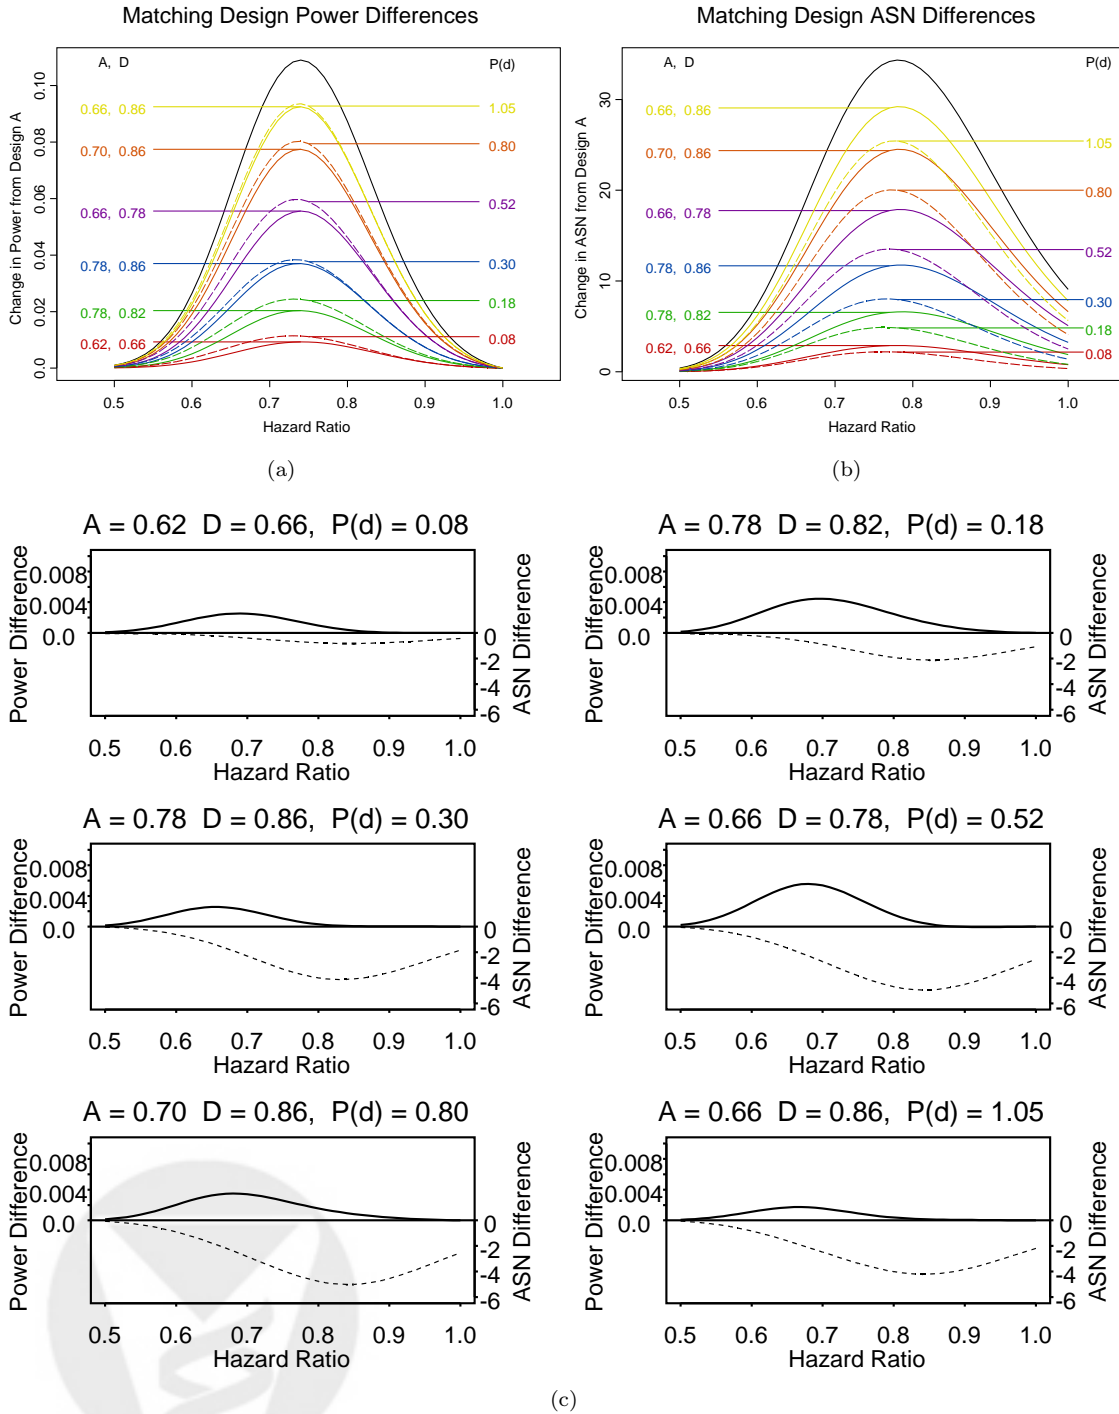 Matching Design Power Differences
Change in Power from Design A
0.10
0.08
0.06
0.04
0.02
0.0
A, D
P(d)
0.66, 0.86
1.05
0.70, 0.86
0.80
0.66, 0.78
0.52
0.78, 0.86
0.30
0.78, 0.82
0.18
0.62, 0.66
0.08
0.5 0.6 0.7 0.8 0.9 1.0
Hazard Ratio
(a)
Matching Design ASN Differences
Change in ASN from Design A
30
20
10
0
A, D
P(d)
0.66, 0.86
1.05
0.70, 0.86
0.80
0.66, 0.78
0.52
0.78, 0.86
0.30
0.78, 0.82
0.18
0.62, 0.66
0.08
0.5 0.6 0.7 0.8 0.9 1.0
Hazard Ratio
(b)
A = 0.62 D = 0.66, P(d) = 0.08
Power Difference
0.008
0.004
0.0
0
-2
-4
-6
ASN Difference
0.5 0.6 0.7 0.8 0.9 1.0
Hazard Ratio
A = 0.78 D = 0.82, P(d) = 0.18
Power Difference
0.008
0.004
0.0
0
-2
-4
-6
ASN Difference
0.5 0.6 0.7 0.8 0.9 1.0
Hazard Ratio
A = 0.78 D = 0.86, P(d) = 0.30
Power Difference
0.008
0.004
0.0
0
-2
-4
-6
ASN Difference
0.5 0.6 0.7 0.8 0.9 1.0
Hazard Ratio
A = 0.66 D = 0.78, P(d) = 0.52
Power Difference
0.008
0.004
0.0
0
-2
-4
-6
ASN Difference
0.5 0.6 0.7 0.8 0.9 1.0
Hazard Ratio
A = 0.70 D = 0.86, P(d) = 0.80
Power Difference
0.008
0.004
0.0
0
-2
-4
-6
ASN Difference
0.5 0.6 0.7 0.8 0.9 1.0
Hazard Ratio
A = 0.66 D = 0.86, P(d) = 1.05
Power Difference
0.008
0.004
0.0
0
-2
-4
-6
ASN Difference
0.5 0.6 0.7 0.8 0.9 1.0
Hazard Ratio
(c)